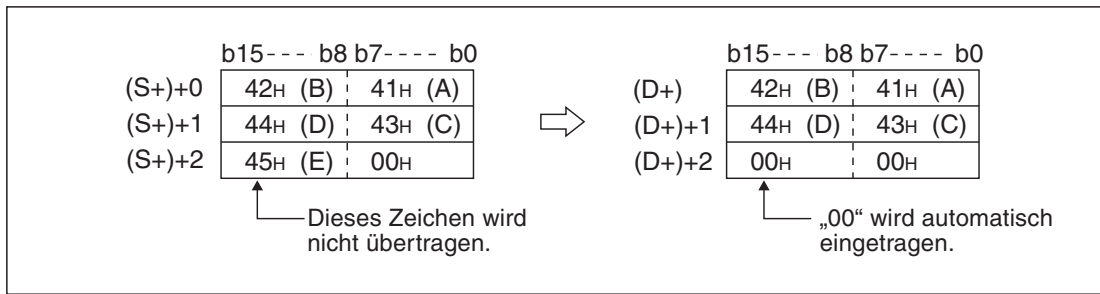 b15---- b8 b7---- b0 b15---- b8 b7---- b0
(S+)+0 42H (B) 41H (A) (D+) 42H (B) 41H (A)
(S+)+1 44H (D) 43H (C) (D+)+1 44H (D) 43H (C)
(S+)+2 45H (E) 00H (D+)+2 00H 00H
Dieses Zeichen wird
nicht übertragen.
„00“ wird automatisch
eingetragen.